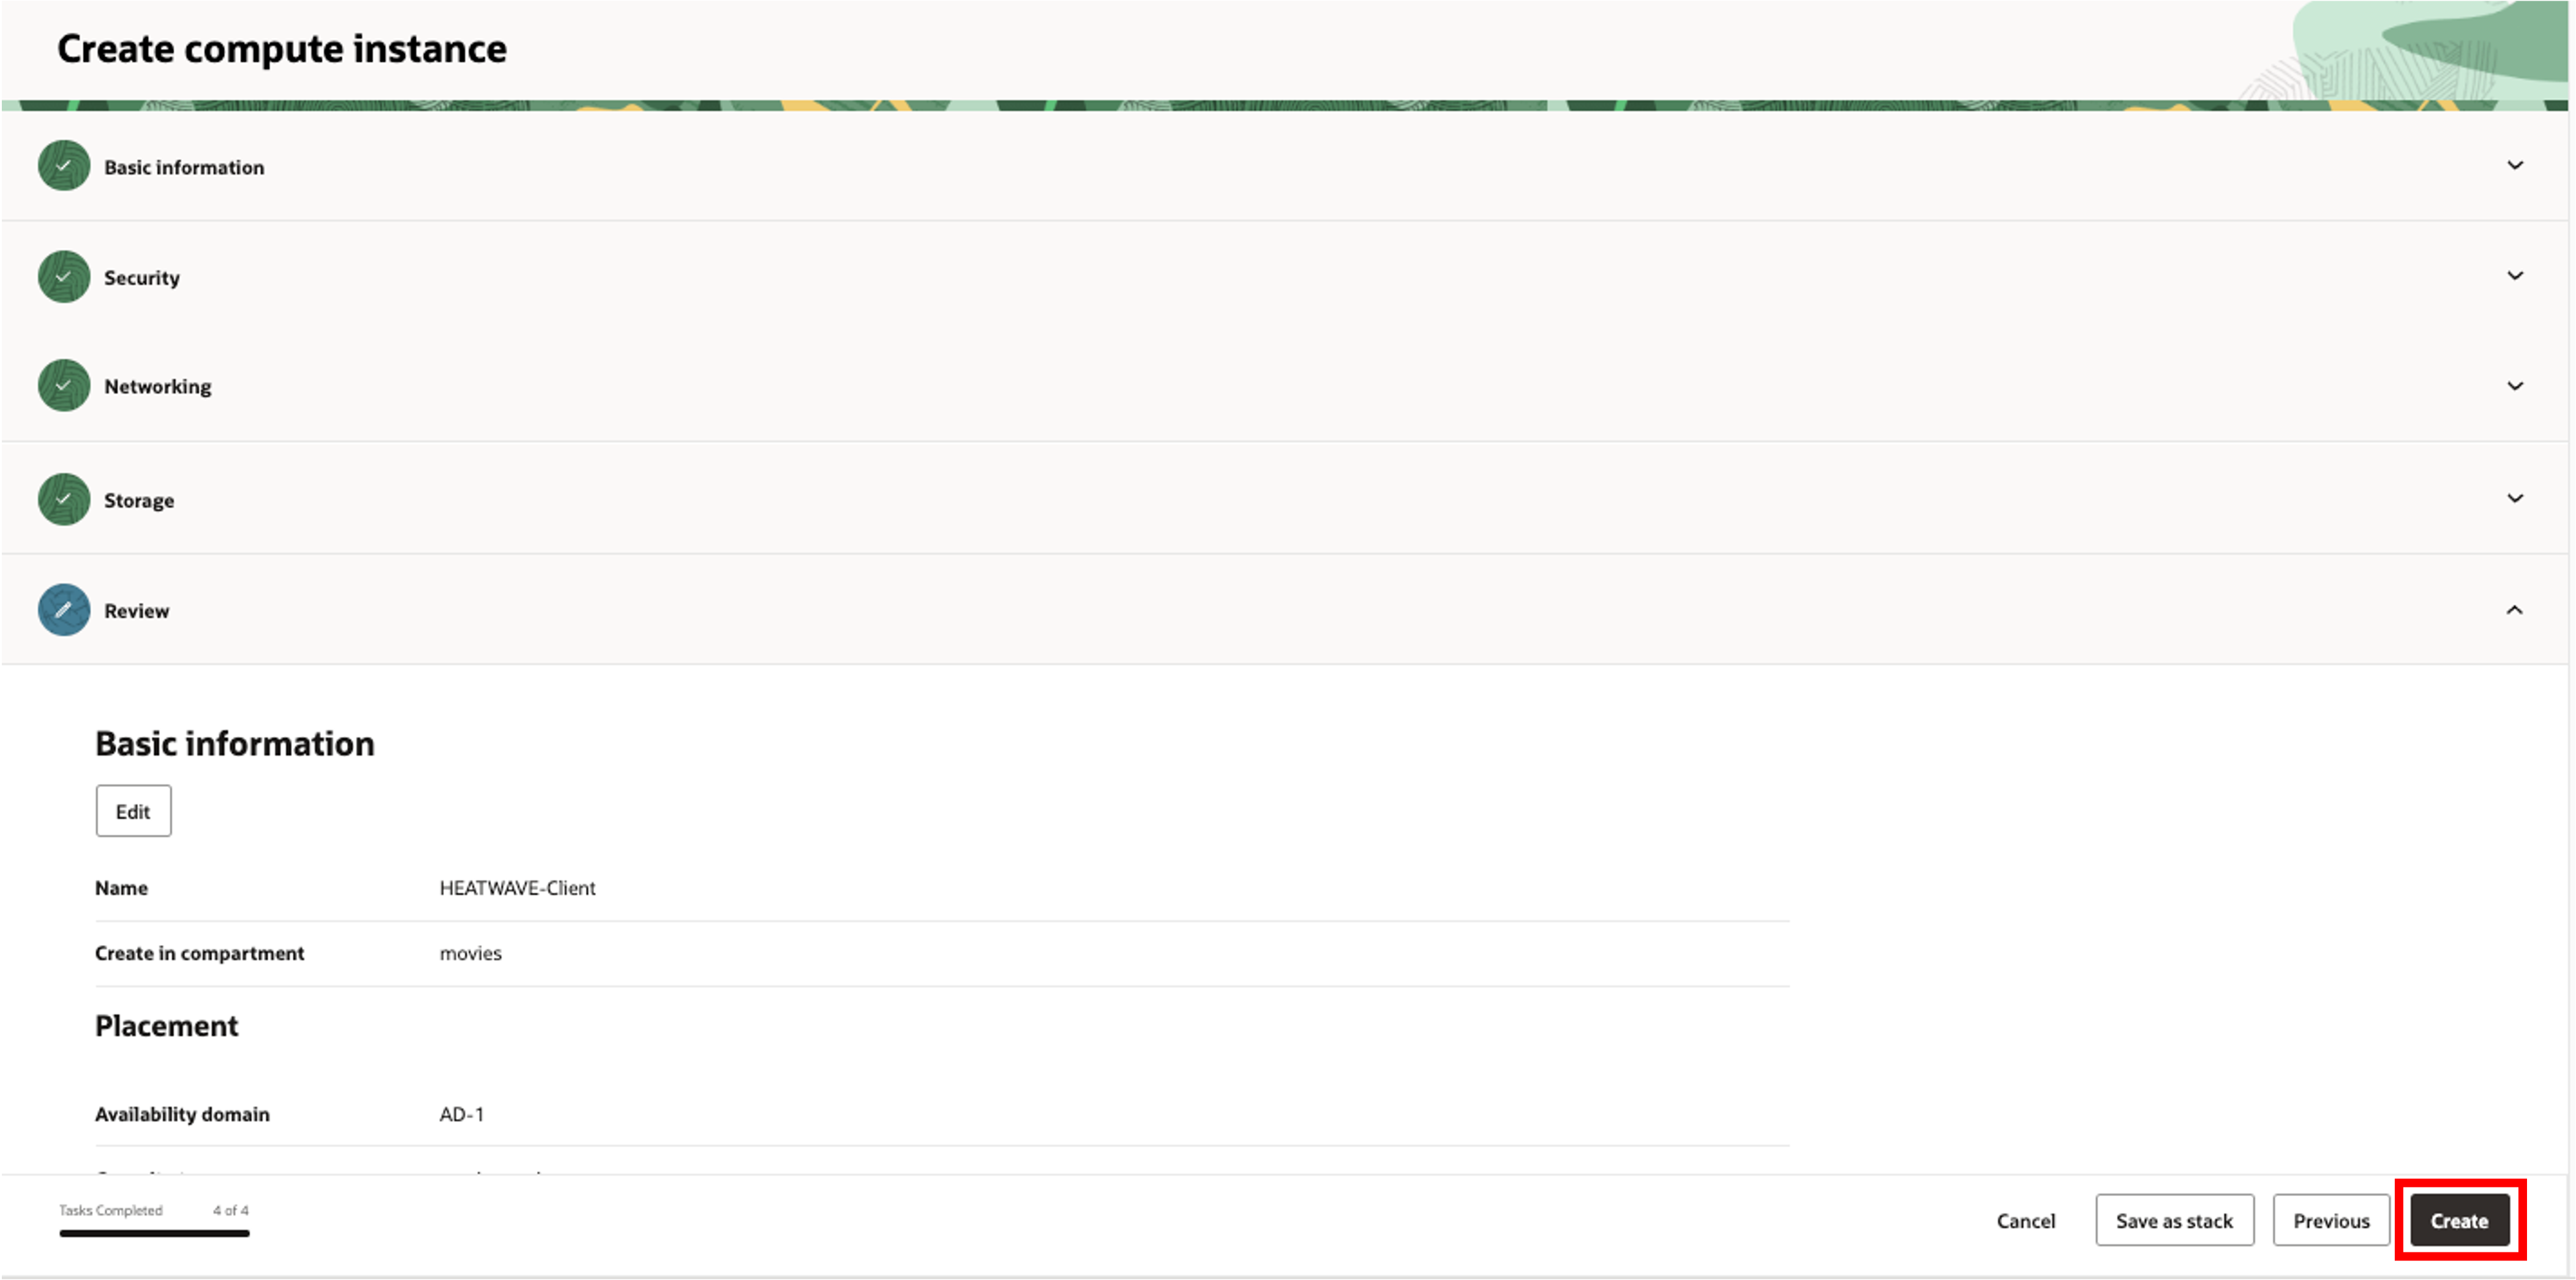 Create compute instance
Basic information
Security
Networking
Storage
Review
Basic information
Edit
Name HEATWAVE-Client
Create in compartment movies
Placement
Availability domain AD-1
Tasks Completed 4 of 4
Cancel Save as stack Previous Create